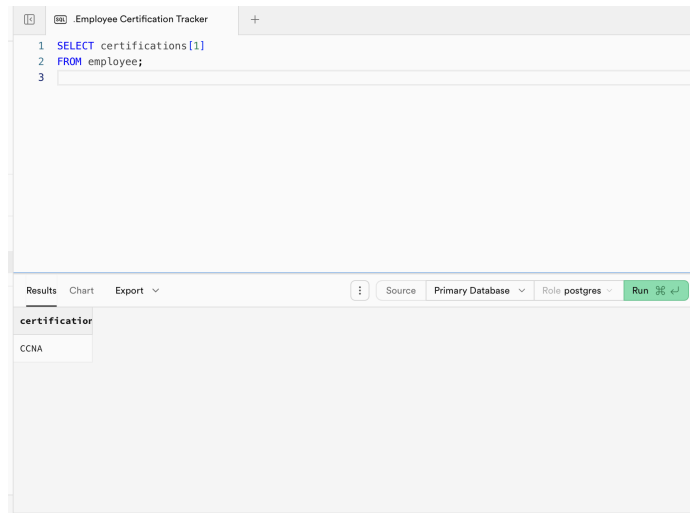 SQL .Employee Certification Tracker
1 SELECT certifications[1]
2 FROM employee;
3
Results Chart Export Source Primary Database Role postgres Run ⌘ ↵
certification
CCNA